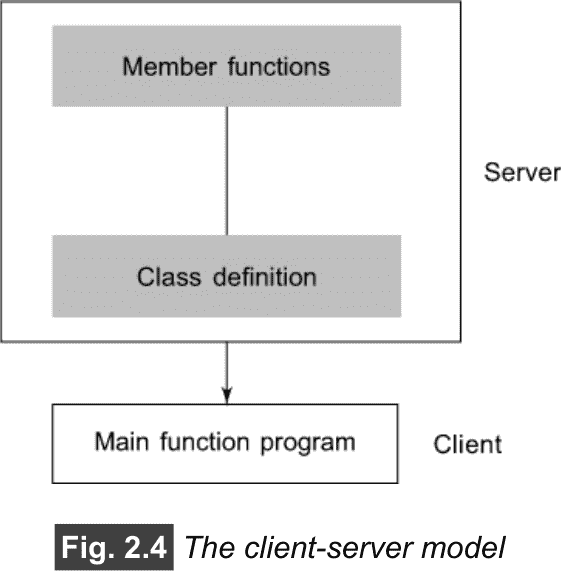 Member functions
Server
Class definition
Main function program
Client
Fig. 2.4 The client-server model